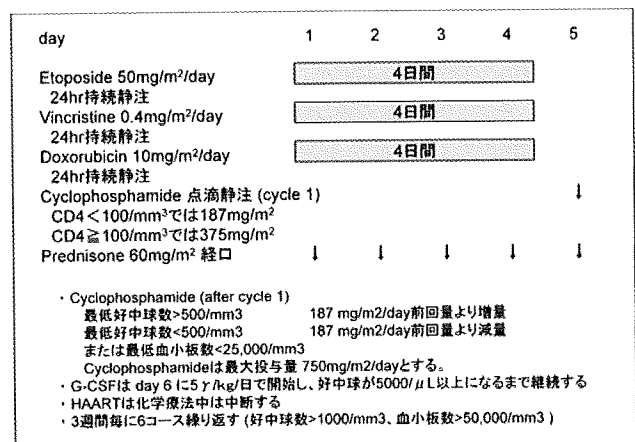 day 1 2 3 4 5
Etoposide 50mg/m²/day 4日間
24hr持続静注
Vincristine 0.4mg/m²/day 4日間
24hr持続静注
Doxorubicin 10mg/m²/day 4日間
24hr持続静注
Cyclophosphamide 点滴静注 (cycle 1) ↓
CD4＜100/mm³では187mg/m²
CD4≧100/mm³では375mg/m²
Prednisone 60mg/m² 経口 ↓ ↓ ↓ ↓ ↓
・Cyclophosphamide (after cycle 1)
最低好中球数>500/mm3 187 mg/m2/day前回量より増量
最低好中球数<500/mm3 187 mg/m2/day前回量より減量
または最低血小板数<25,000/mm3
Cyclophosphamideは最大投与量 750mg/m2/dayとする。
・G-CSFは day 6 に5γ/kg/日で開始し、好中球が5000/μL以上になるまで継続する
・HAARTは化学療法中は中断する
・3週間毎に6コース繰り返す (好中球数>1000/mm3、血小板数>50,000/mm3 )